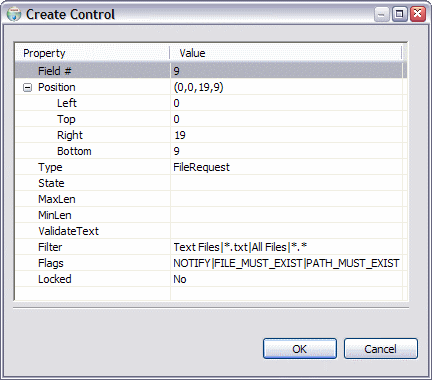 Create Control
Property Value
Field # 9
Position (0,0,19,9)
Left 0
Top 0
Right 19
Bottom 9
Type FileRequest
State
MaxLen
MinLen
ValidateText
Filter Text Files|*.txt|All Files|*.*
Flags NOTIFY|FILE_MUST_EXIST|PATH_MUST_EXIST
Locked No
OK Cancel